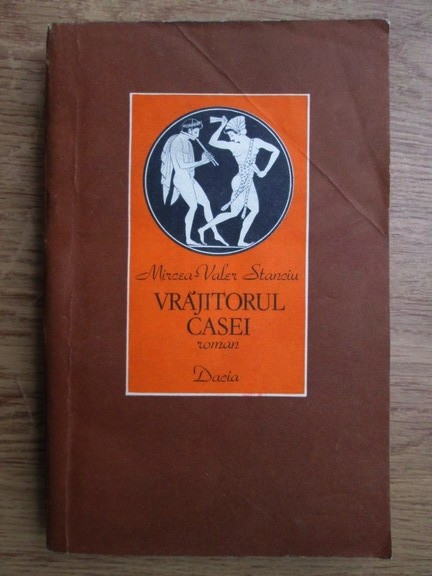 Mircea-Valer Stanciu
VRĂJITORUL
CASEI
roman
Dacia